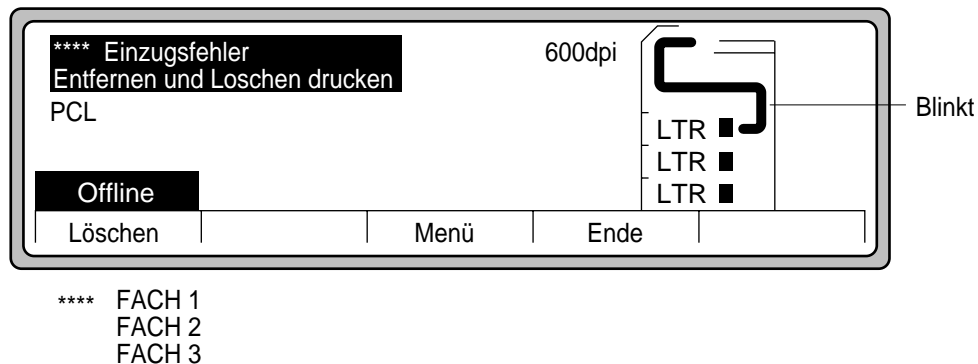 **** Einzugsfehler
Entfernen und Loschen drucken
600dpi
PCL
Blinkt
LTR
LTR
LTR
Offline
Löschen Menü Ende
**** FACH 1
FACH 2
FACH 3